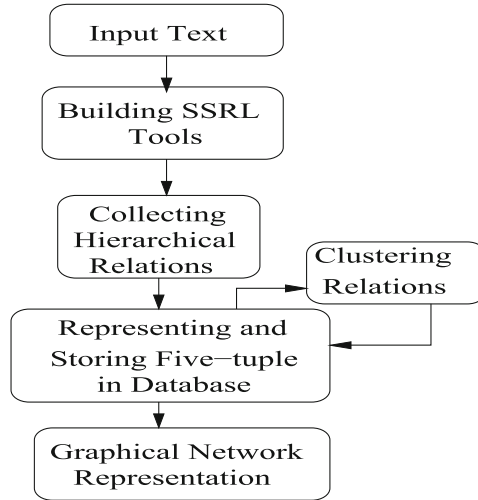 Input Text
Building SSRL
Tools
Collecting
Hierarchical
Relations
Clustering
Relations
Representing and
Storing Five−tuple
in Database
Graphical Network
Representation